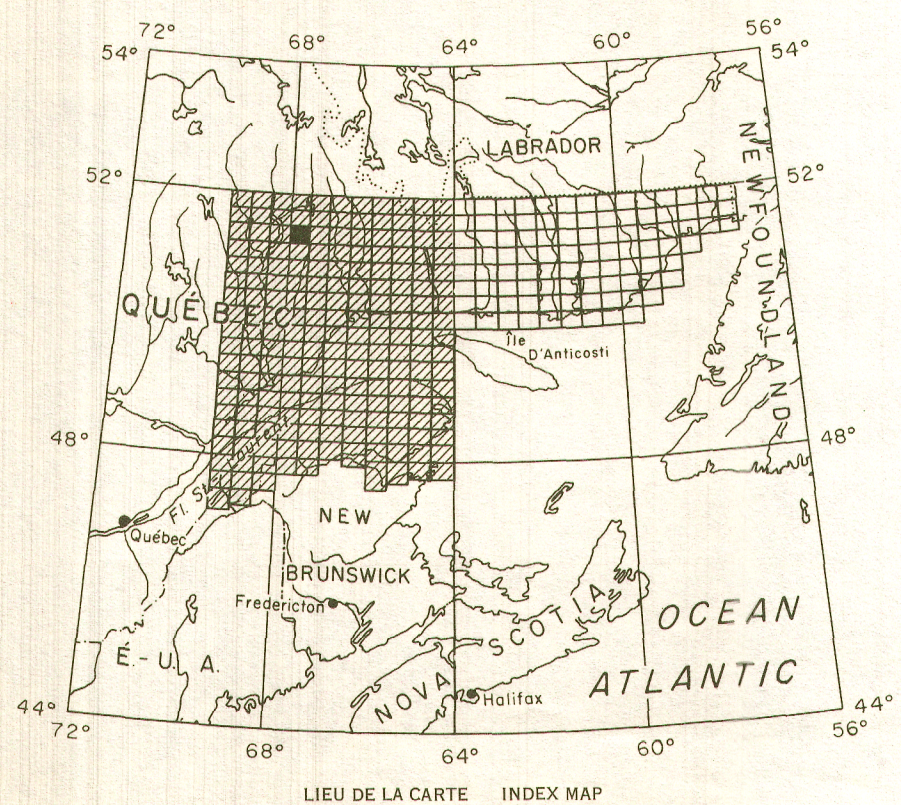 72° 68° 64° 60° 56°
54° 54°
LABRADOR
52° 52°
NEWFOUNDLAND
QUÉBEC
Île
D'Anticosti
48° 48°
Fl. St. Laurent
Québec
NEW
BRUNSWICK
Fredericton
OCEAN
ATLANTIC
É.-U.A.
NOVA SCOTIA
Halifax
44° 44°
72° 68° 64° 60° 56°
LIEU DE LA CARTE INDEX MAP